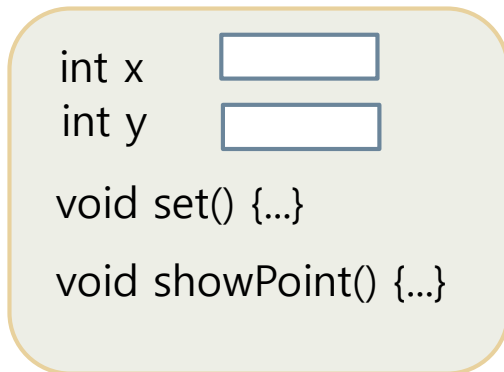 int x
int y
void set() {...}
void showPoint() {...}